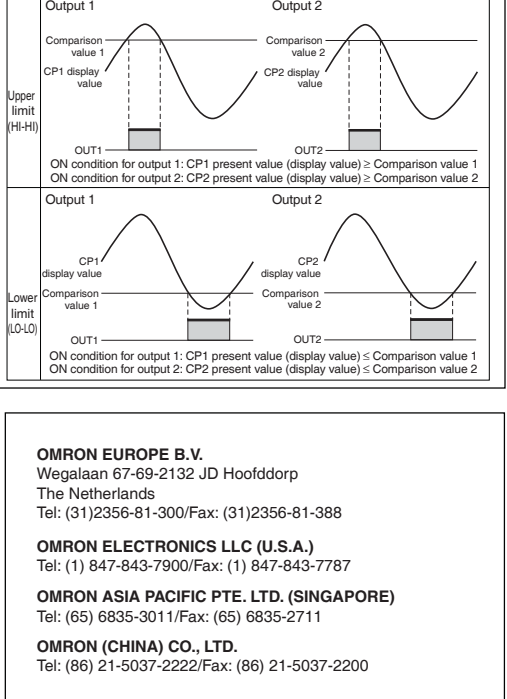 Output 1
Output 2
Comparison
value 1
CP1 display
value
OUT1
Comparison
value 2
CP2 display
value
OUT2
Upper
limit
(HI-HI)
ON condition for output 1: CP1 present value (display value) ≥ Comparison value 1
ON condition for output 2: CP2 present value (display value) ≥ Comparison value 2
Output 1
Output 2
CP1
display value
Comparison
value 1
OUT1
CP2
display value
Comparison
value 2
OUT2
Lower
limit
(LO-LO)
ON condition for output 1: CP1 present value (display value) ≤ Comparison value 1
ON condition for output 2: CP2 present value (display value) ≤ Comparison value 2
OMRON EUROPE B.V.
Wegalaan 67-69-2132 JD Hoofddorp
The Netherlands
Tel: (31)2356-81-300/Fax: (31)2356-81-388
OMRON ELECTRONICS LLC (U.S.A.)
Tel: (1) 847-843-7900/Fax: (1) 847-843-7787
OMRON ASIA PACIFIC PTE. LTD. (SINGAPORE)
Tel: (65) 6835-3011/Fax: (65) 6835-2711
OMRON (CHINA) CO., LTD.
Tel: (86) 21-5037-2222/Fax: (86) 21-5037-2200